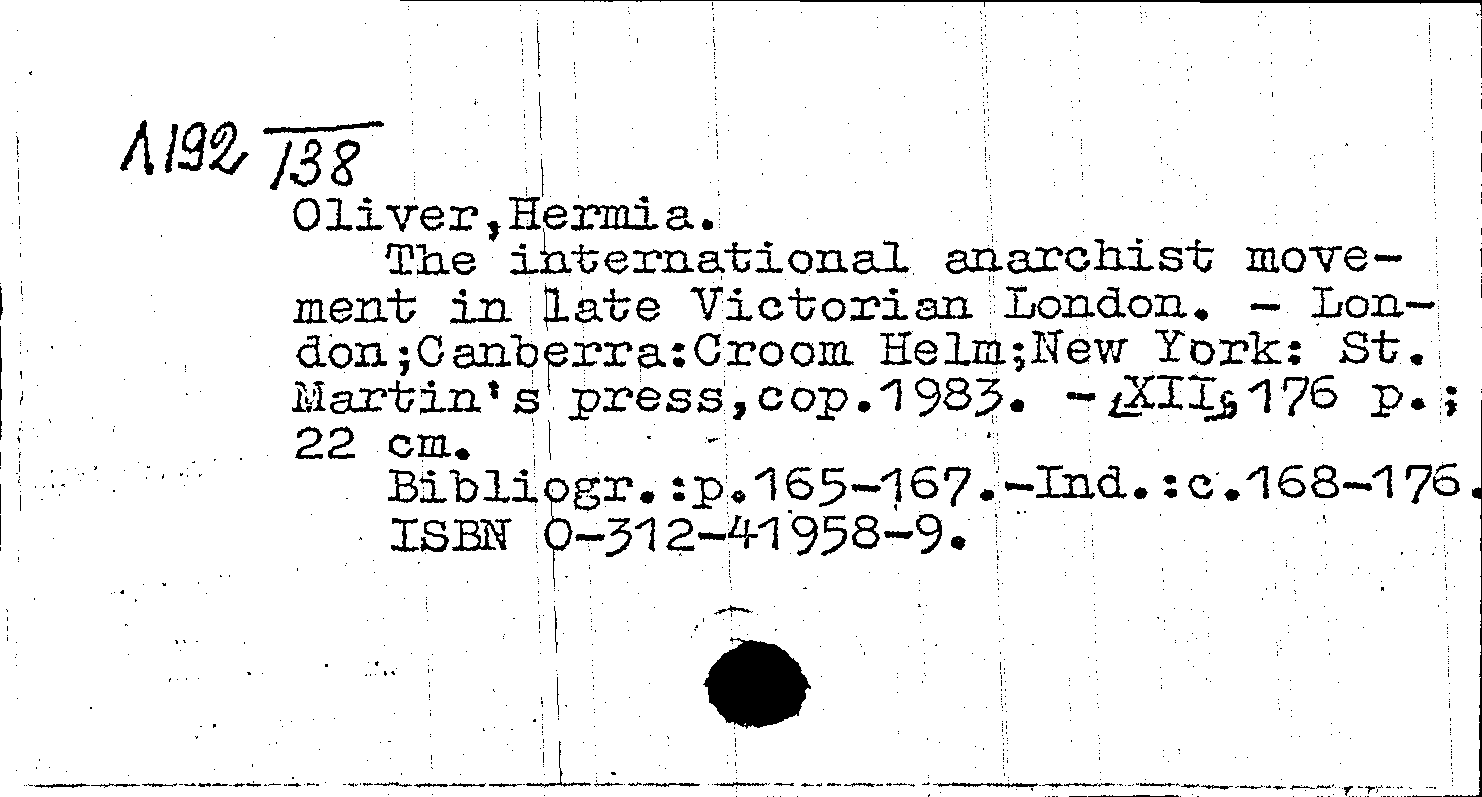 Λ192 /138
Oliver,Hermia.
The international anarchist move-
ment in late Victorian London. - Lon-
don;Canberra:Croom Helm;New York: St.
Martin's press,cop.1983. - [XII],176 p.;
22 cm.
Bibliogr.:p.165-167.-Ind.:c.168-176.
ISBN 0-312-41958-9.